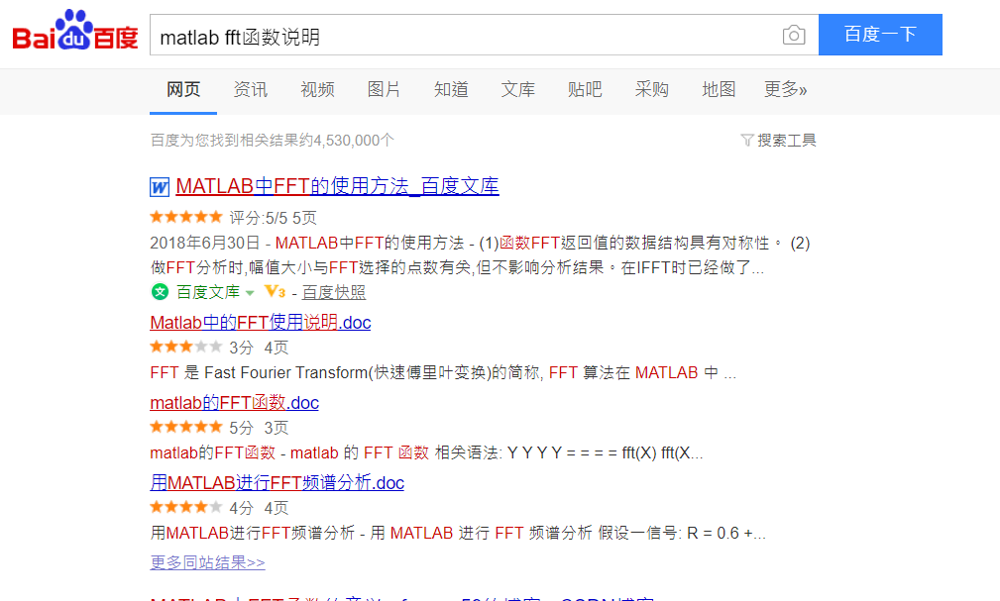 Bai du 百度
matlab fft函数说明
百度一下
网页 资讯 视频 图片 知道 文库 贴吧 采购 地图 更多»
百度为您找到相关结果约4,530,000个
搜索工具
W MATLAB中FFT的使用方法_百度文库
评分:5/5 5页
2018年6月30日 - MATLAB中FFT的使用方法 - (1)函数FFT返回值的数据结构具有对称性。 (2)
做FFT分析时,幅值大小与FFT选择的点数有关,但不影响分析结果。在IFFT时已经做了...
文 百度文库 V3 - 百度快照
Matlab中的FFT使用说明.doc
3分 4页
FFT 是 Fast Fourier Transform(快速傅里叶变换)的简称, FFT 算法在 MATLAB 中 ...
matlab的FFT函数.doc
5分 3页
matlab的FFT函数 - matlab 的 FFT 函数 相关语法: Y Y Y Y = = = = fft(X) fft(X...
用MATLAB进行FFT频谱分析.doc
4分 4页
用MATLAB进行FFT频谱分析 - 用 MATLAB 进行 FFT 频谱分析 假设一信号: R = 0.6 +...
更多同站结果>>